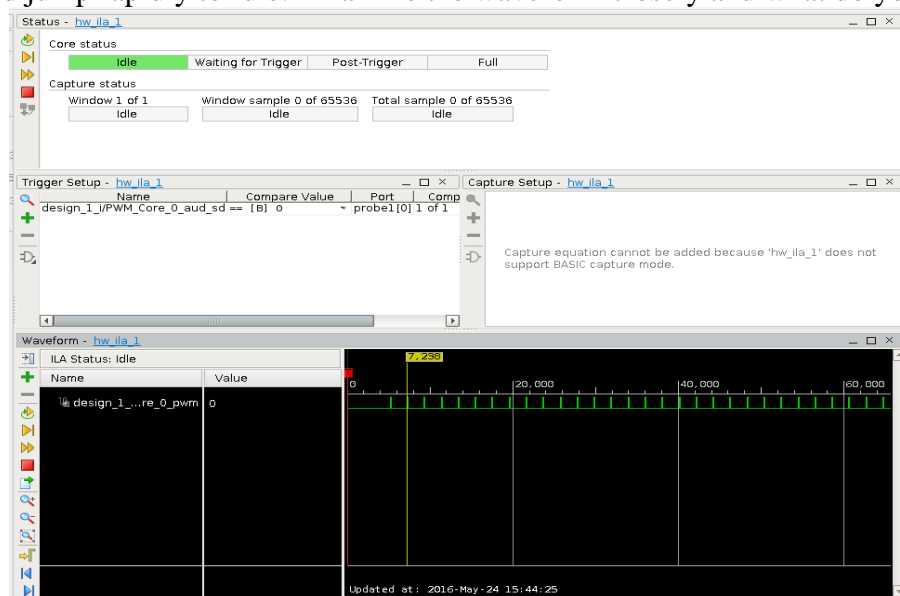 Status - hw_ila_1
Core status
Idle Waiting for Trigger Post-Trigger Full
Capture status
Window 1 of 1 Window sample 0 of 65536 Total sample 0 of 65536
Idle Idle Idle
Trigger Setup - hw_ila_1
Name Compare Value Port Comp
design_1_i/PWM_Core_0_aud_sd == [B] 0 probe1[0] 1 of 1
Capture Setup - hw_ila_1
Capture equation cannot be added because 'hw_ila_1' does not
support BASIC capture mode.
Waveform - hw_ila_1
ILA Status: Idle
Name Value
design_1_...re_0_pwm 0
7,238
0 20,000 40,000 60,000
Updated at: 2016-May-24 15:44:25